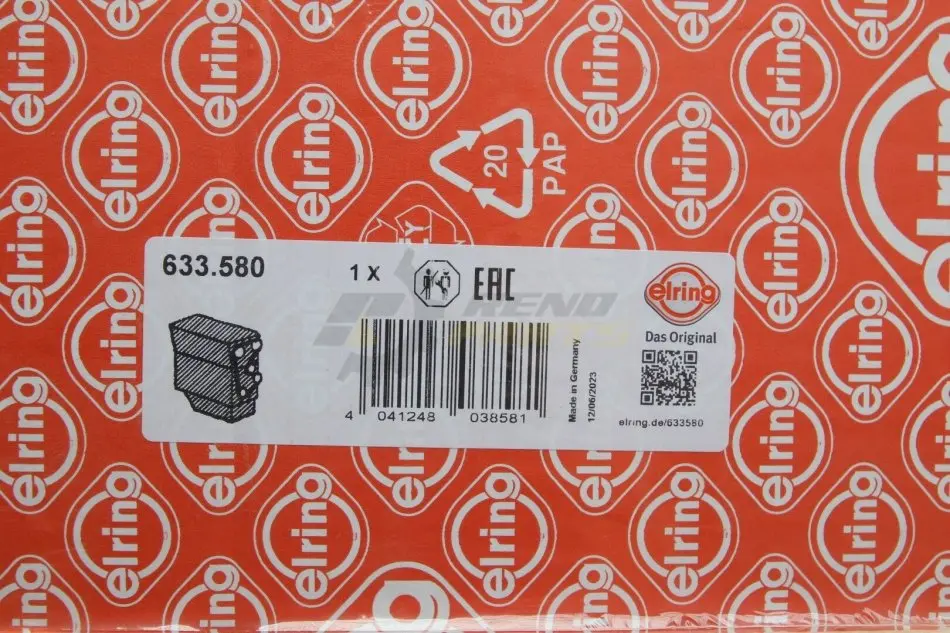 20
PAP
633.580
1 X
EAC
elring
Das Original
4 041248 038581
Made in Germany
12/06/2023
elring.de/633580
elring